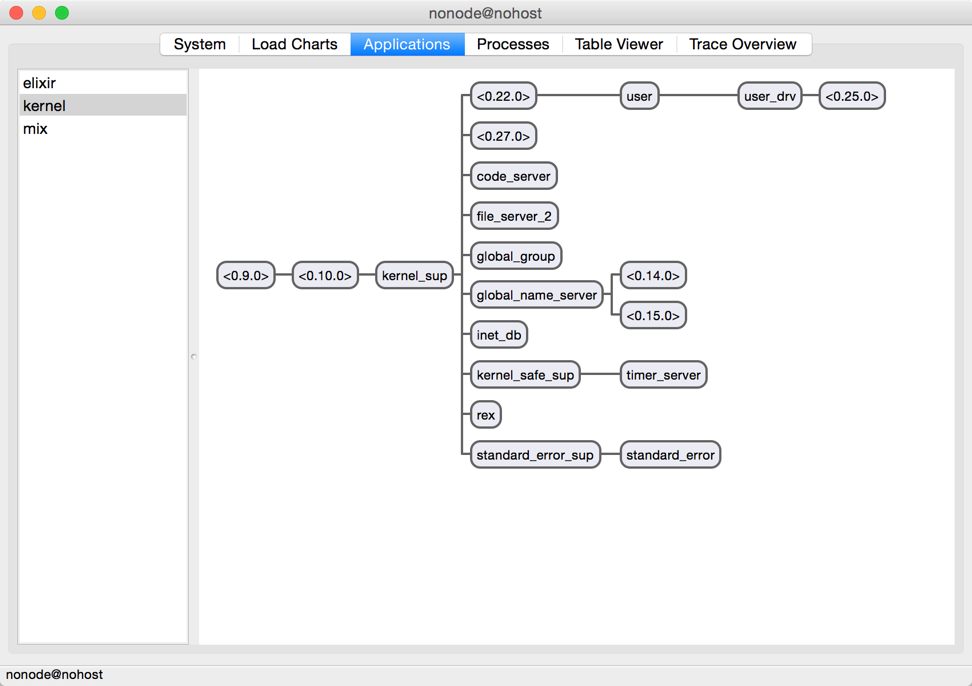 nonode@nohost
System Load Charts Applications Processes Table Viewer Trace Overview
elixir
kernel
mix
<0.9.0> <0.10.0> kernel_sup
<0.22.0> user user_drv <0.25.0>
<0.27.0>
code_server
file_server_2
global_group
global_name_server
<0.14.0>
<0.15.0>
inet_db
kernel_safe_sup timer_server
rex
standard_error_sup standard_error
nonode@nohost